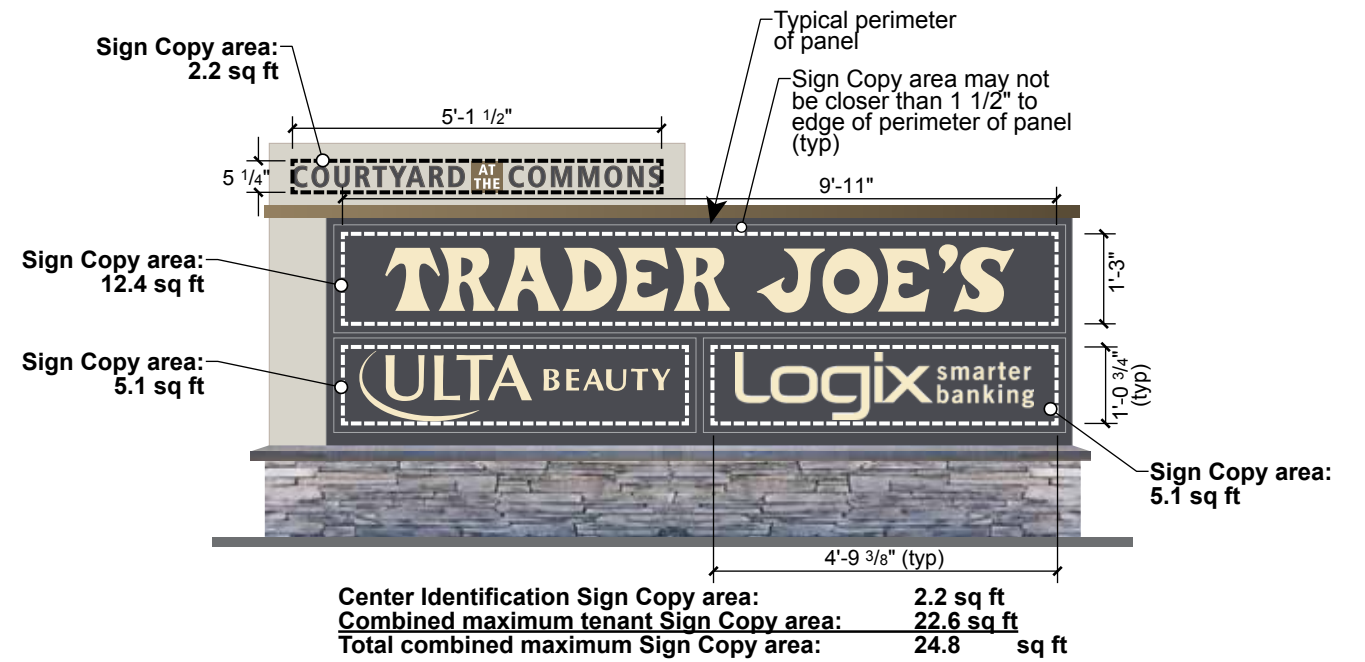 Typical perimeter
of panel
Sign Copy area:
2.2 sq ft
Sign Copy area may not
be closer than 1 1/2" to
edge of perimeter of panel
(typ)
5'-1 1/2"
5 1/4"
COURTYARD AT THE COMMONS
9'-11"
Sign Copy area:
12.4 sq ft
TRADER JOE'S
1'-3"
Sign Copy area:
5.1 sq ft
ULTA BEAUTY
Logix smarter
banking
1'-0 3/4"
(typ)
Sign Copy area:
5.1 sq ft
4'-9 3/8" (typ)
Center Identification Sign Copy area: 2.2 sq ft
Combined maximum tenant Sign Copy area: 22.6 sq ft
Total combined maximum Sign Copy area: 24.8 sq ft